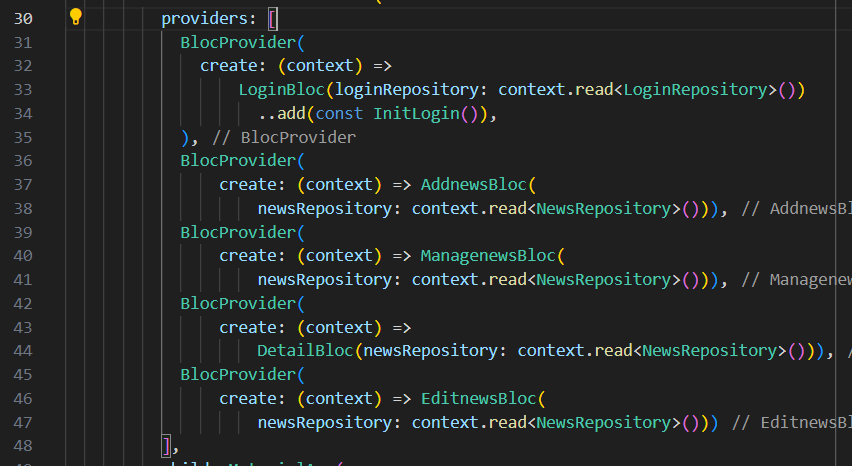 30 providers: [
31 BlocProvider(
32 create: (context) =>
33 LoginBloc(loginRepository: context.read<LoginRepository>())
34 ..add(const InitLogin()),
35 ), // BlocProvider
36 BlocProvider(
37 create: (context) => AddnewsBloc(
38 newsRepository: context.read<NewsRepository>())), // AddnewsBl
39 BlocProvider(
40 create: (context) => ManagenewsBloc(
41 newsRepository: context.read<NewsRepository>())), // Managenew
42 BlocProvider(
43 create: (context) =>
44 DetailBloc(newsRepository: context.read<NewsRepository>())), /
45 BlocProvider(
46 create: (context) => EditnewsBloc(
47 newsRepository: context.read<NewsRepository>())) // EditnewsBl
48 ],